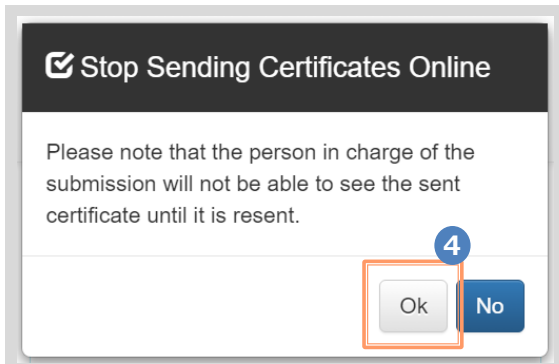 Stop Sending Certificates Online
Please note that the person in charge of the
submission will not be able to see the sent
certificate until it is resent.
4
Ok No